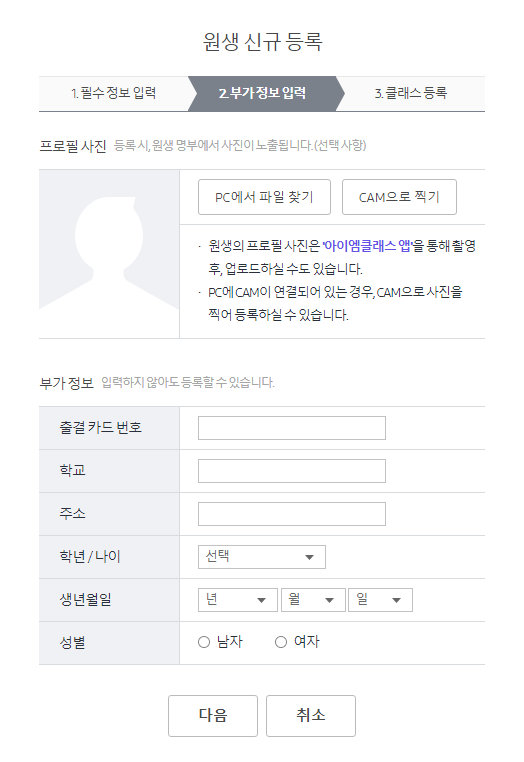 원생 신규 등록
1. 필수 정보 입력 2. 부가 정보 입력 3. 클래스 등록
프로필 사진 등록 시, 원생 명부에서 사진이 노출됩니다. (선택 사항)
PC에서 파일 찾기 CAM으로 찍기
· 원생의 프로필 사진은 '아이엠클래스 앱'을 통해 촬영
후, 업로드하실 수도 있습니다.
· PC에 CAM이 연결되어 있는 경우, CAM으로 사진을
찍어 등록하실 수 있습니다.
부가 정보 입력하지 않아도 등록할 수 있습니다.
출결 카드 번호
학교
주소
학년 / 나이 선택
생년월일 년 월 일
성별 남자 여자
다음 취소